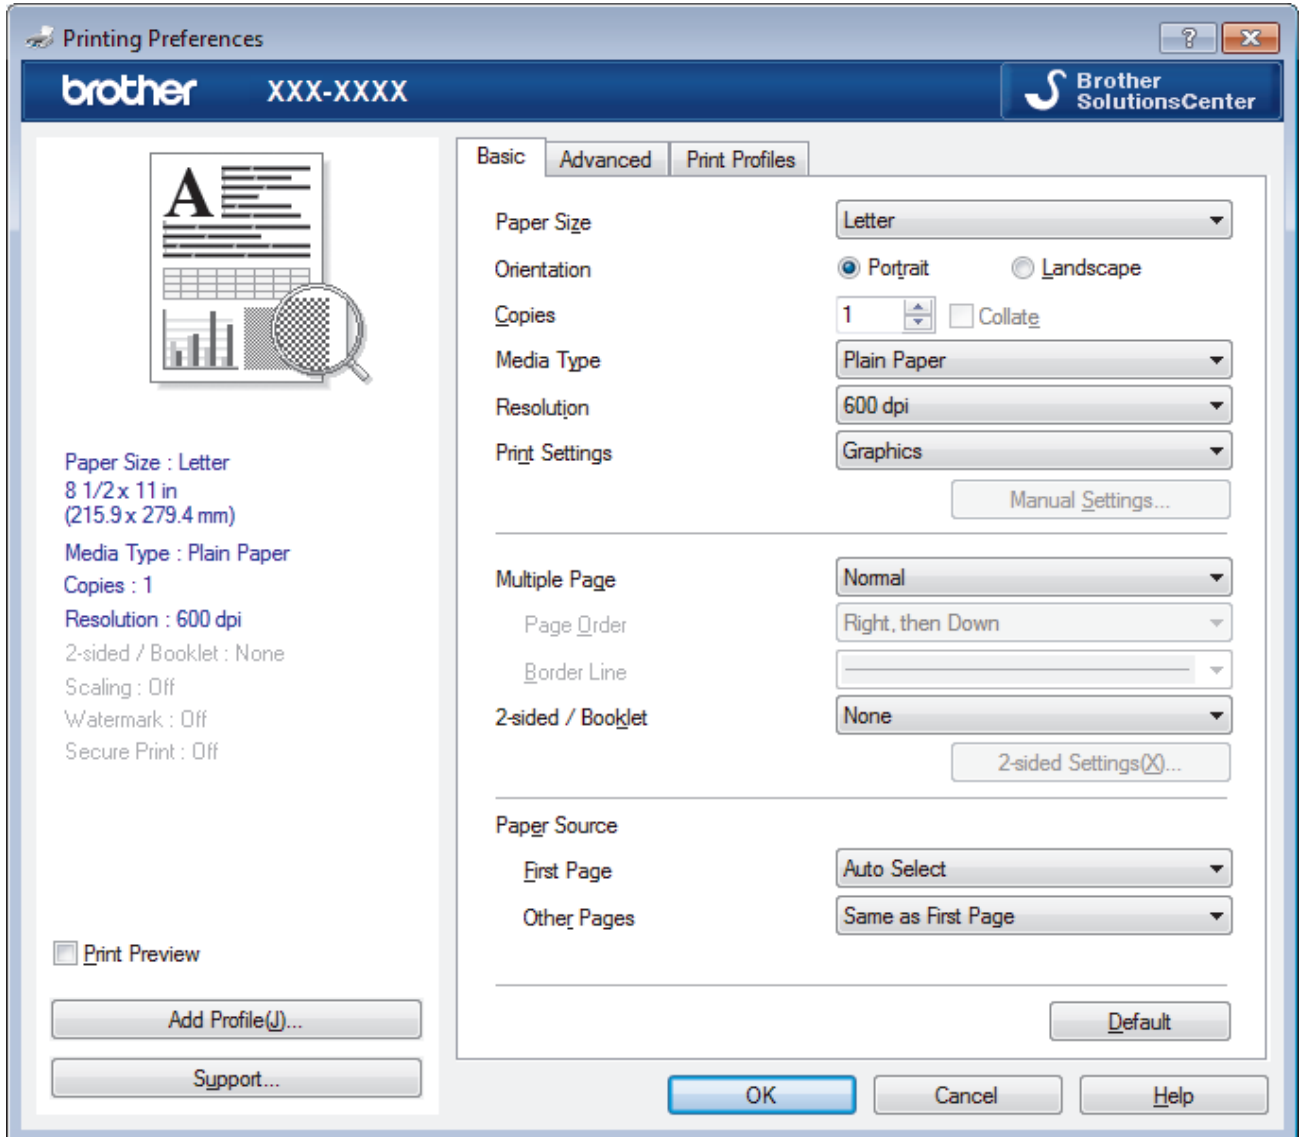 Printing Preferences
brother XXX-XXXX
Brother
SolutionsCenter
A
Paper Size : Letter
8 1/2 x 11 in
(215.9 x 279.4 mm)
Media Type : Plain Paper
Copies : 1
Resolution : 600 dpi
2-sided / Booklet : None
Scaling : Off
Watermark : Off
Secure Print : Off
Print Preview
Add Profile(J)...
Support...
Basic Advanced Print Profiles
Paper Size Letter
Orientation Portrait Landscape
Copies 1 Collate
Media Type Plain Paper
Resolution 600 dpi
Print Settings Graphics
Manual Settings...
Multiple Page Normal
Page Order Right, then Down
Border Line
2-sided / Booklet None
2-sided Settings(X)...
Paper Source
First Page Auto Select
Other Pages Same as First Page
Default
OK Cancel Help